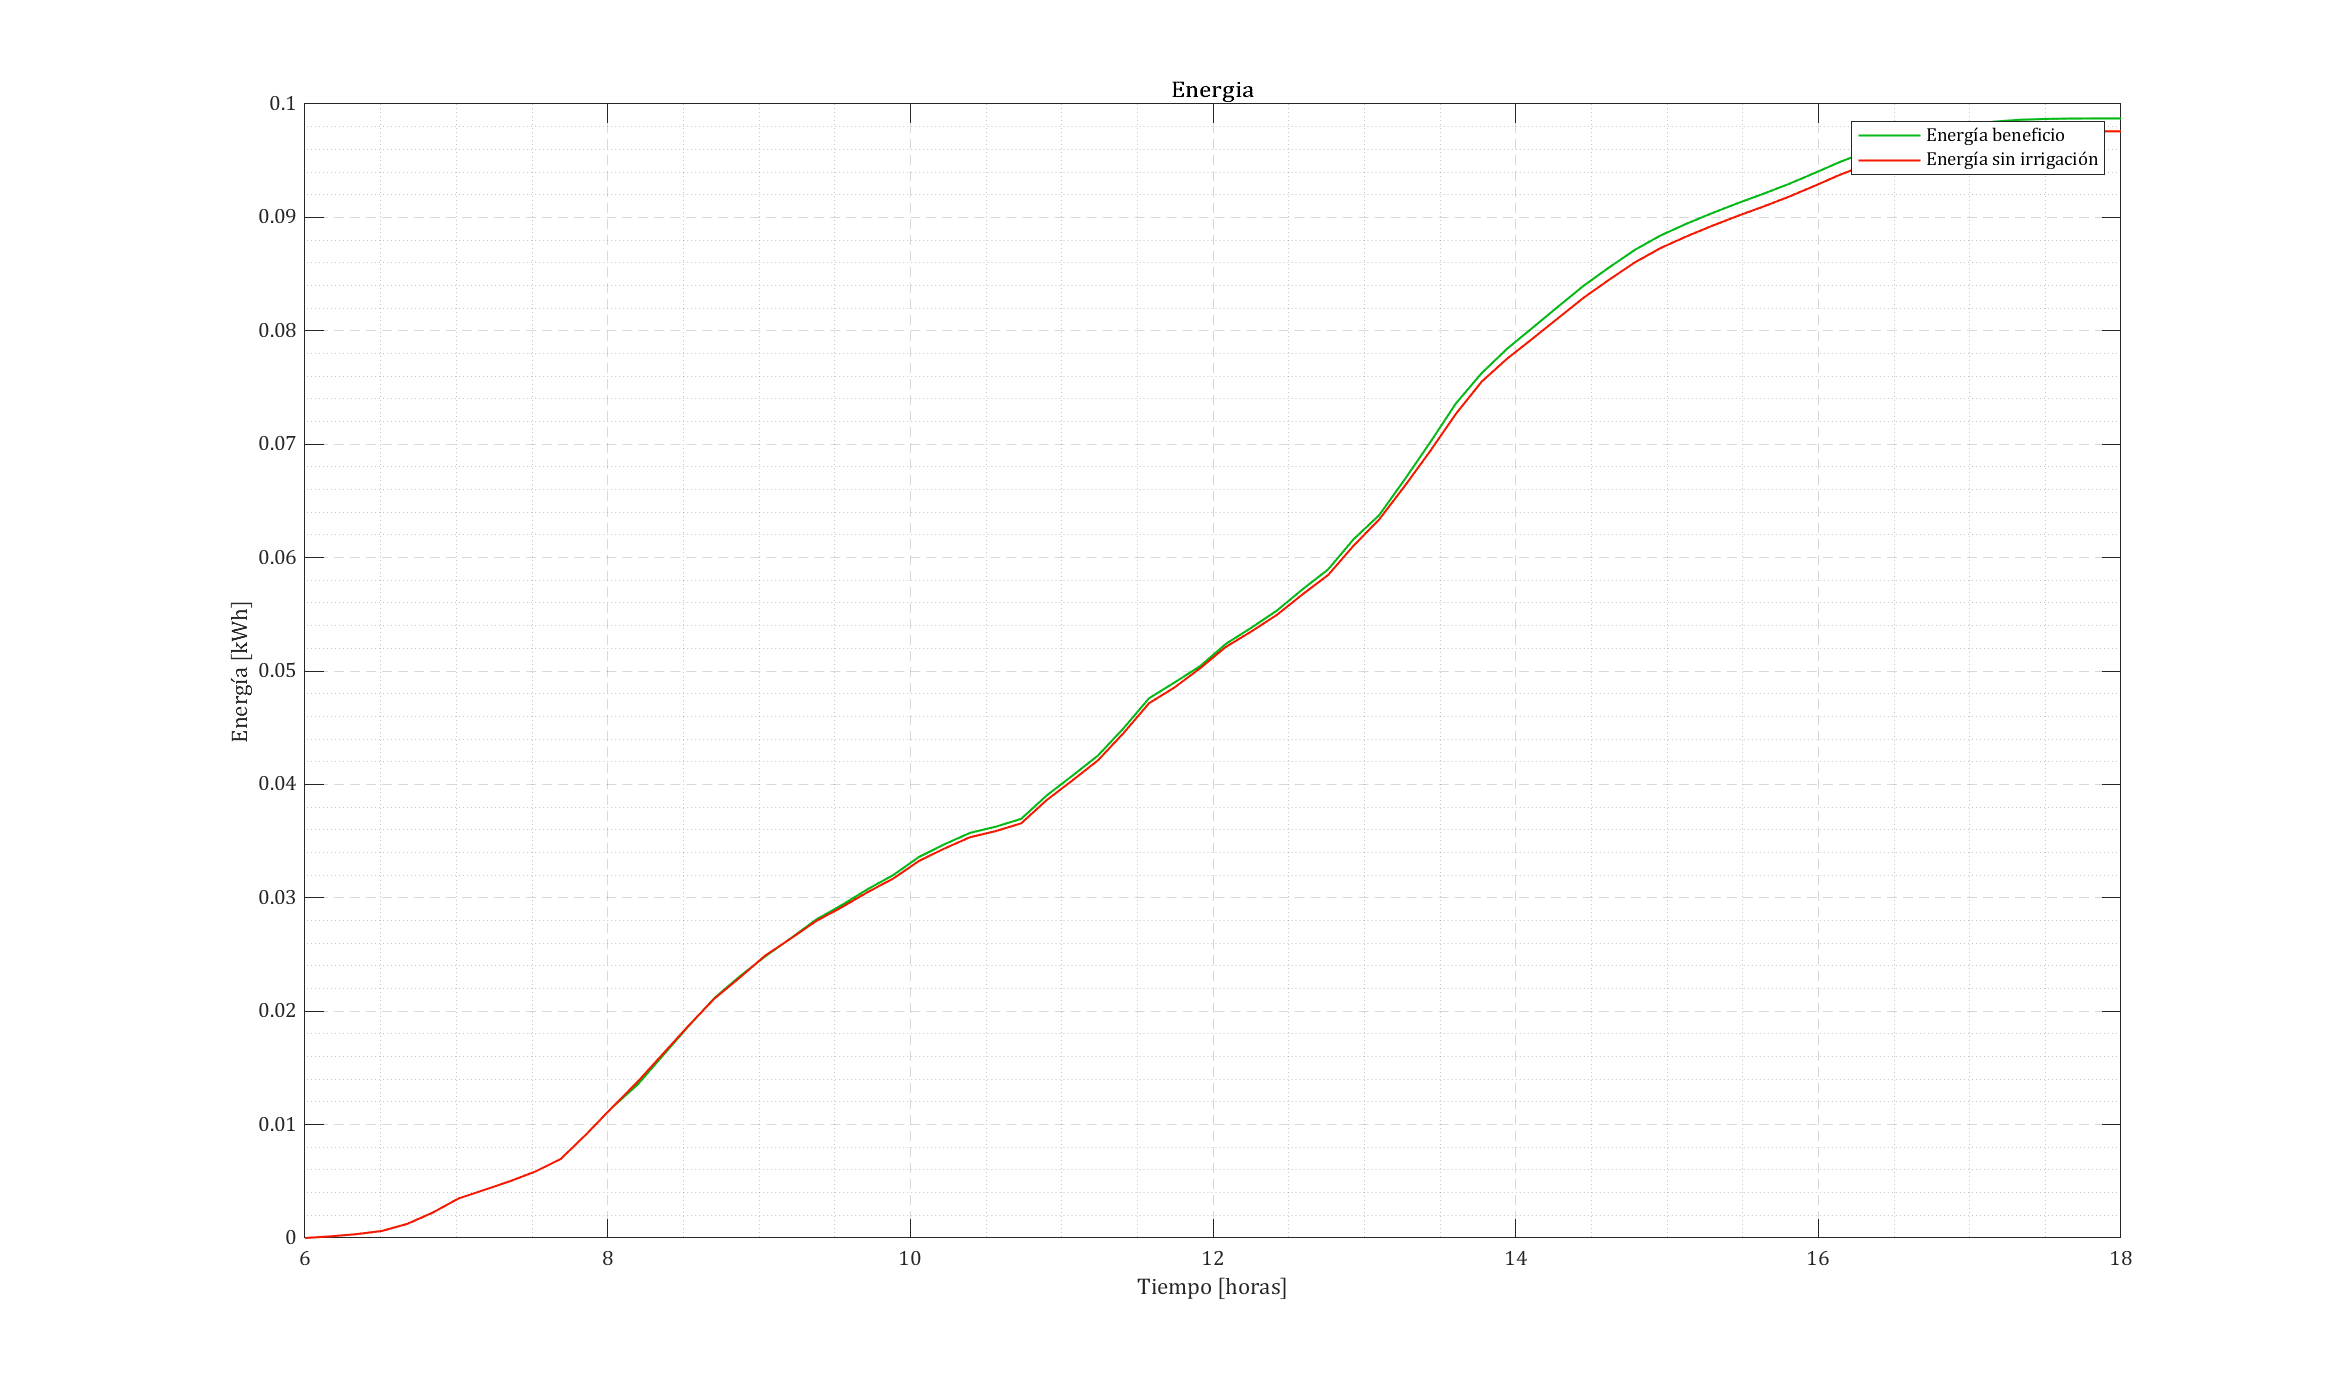 Energia
0.1
0.09
0.08
0.07
0.06
0.05
0.04
0.03
0.02
0.01
0
Energía [kWh]
Energía beneficio
Energía sin irrigación
6 8 10 12 14 16 18
Tiempo [horas]